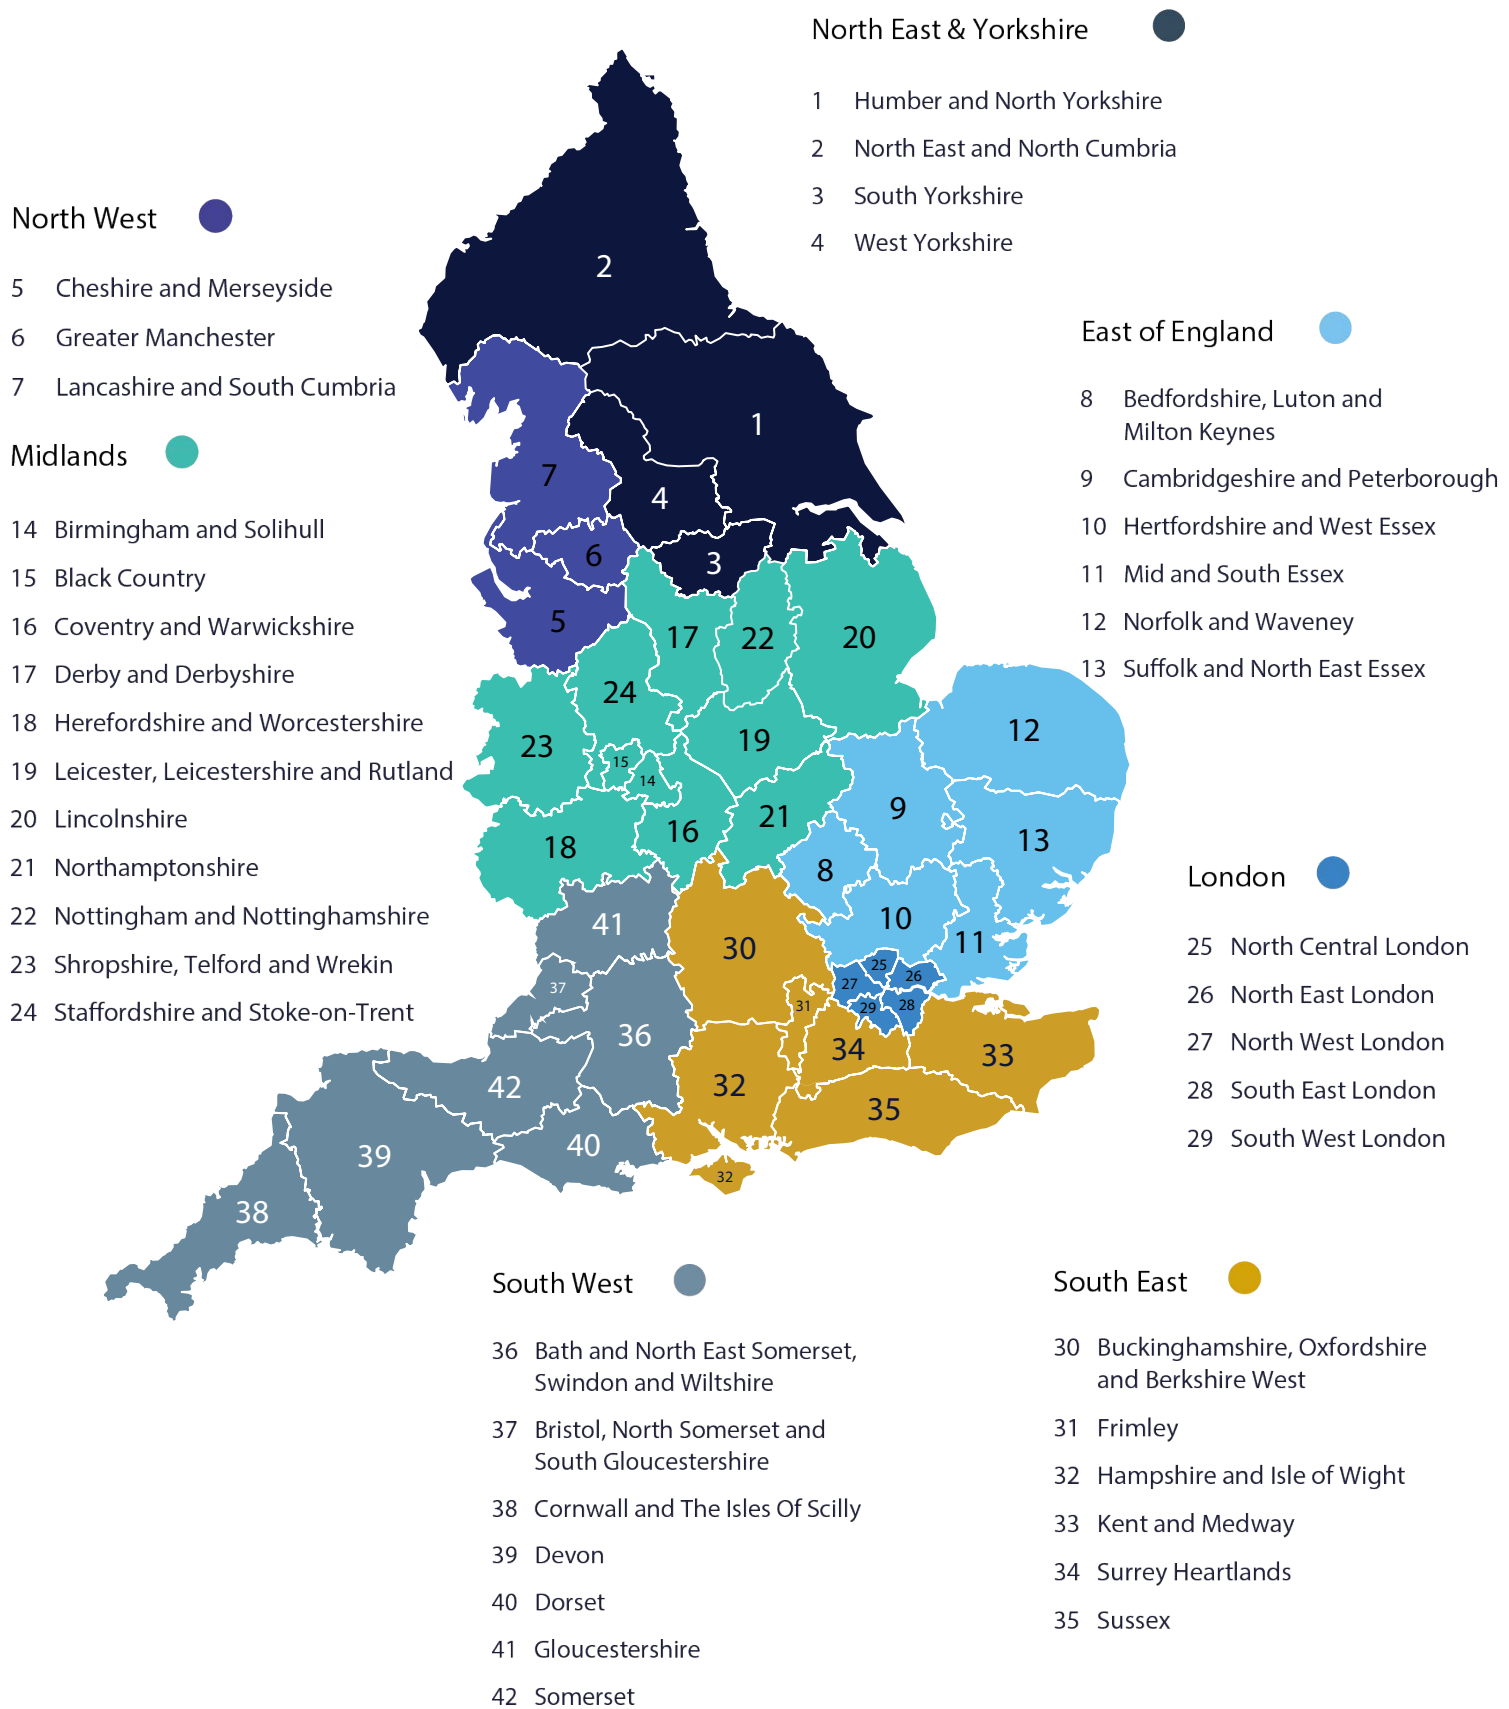 North East & Yorkshire
1 Humber and North Yorkshire
2 North East and North Cumbria
3 South Yorkshire
4 West Yorkshire
North West
5 Cheshire and Merseyside
6 Greater Manchester
7 Lancashire and South Cumbria
Midlands
14 Birmingham and Solihull
15 Black Country
16 Coventry and Warwickshire
17 Derby and Derbyshire
18 Herefordshire and Worcestershire
19 Leicester, Leicestershire and Rutland
20 Lincolnshire
21 Northamptonshire
22 Nottingham and Nottinghamshire
23 Shropshire, Telford and Wrekin
24 Staffordshire and Stoke-on-Trent
East of England
8 Bedfordshire, Luton and
Milton Keynes
9 Cambridgeshire and Peterborough
10 Hertfordshire and West Essex
11 Mid and South Essex
12 Norfolk and Waveney
13 Suffolk and North East Essex
London
25 North Central London
26 North East London
27 North West London
28 South East London
29 South West London
2
1
7
4
6
3
5
17
22
20
24
12
23
19
15
14
9
21
16
13
18
8
10
41
11
30
25
26
27
37
31
29
28
36
34
33
42
32
35
40
39
32
38
South West
36 Bath and North East Somerset,
Swindon and Wiltshire
37 Bristol, North Somerset and
South Gloucestershire
38 Cornwall and The Isles Of Scilly
39 Devon
40 Dorset
41 Gloucestershire
42 Somerset
South East
30 Buckinghamshire, Oxfordshire
and Berkshire West
31 Frimley
32 Hampshire and Isle of Wight
33 Kent and Medway
34 Surrey Heartlands
35 Sussex